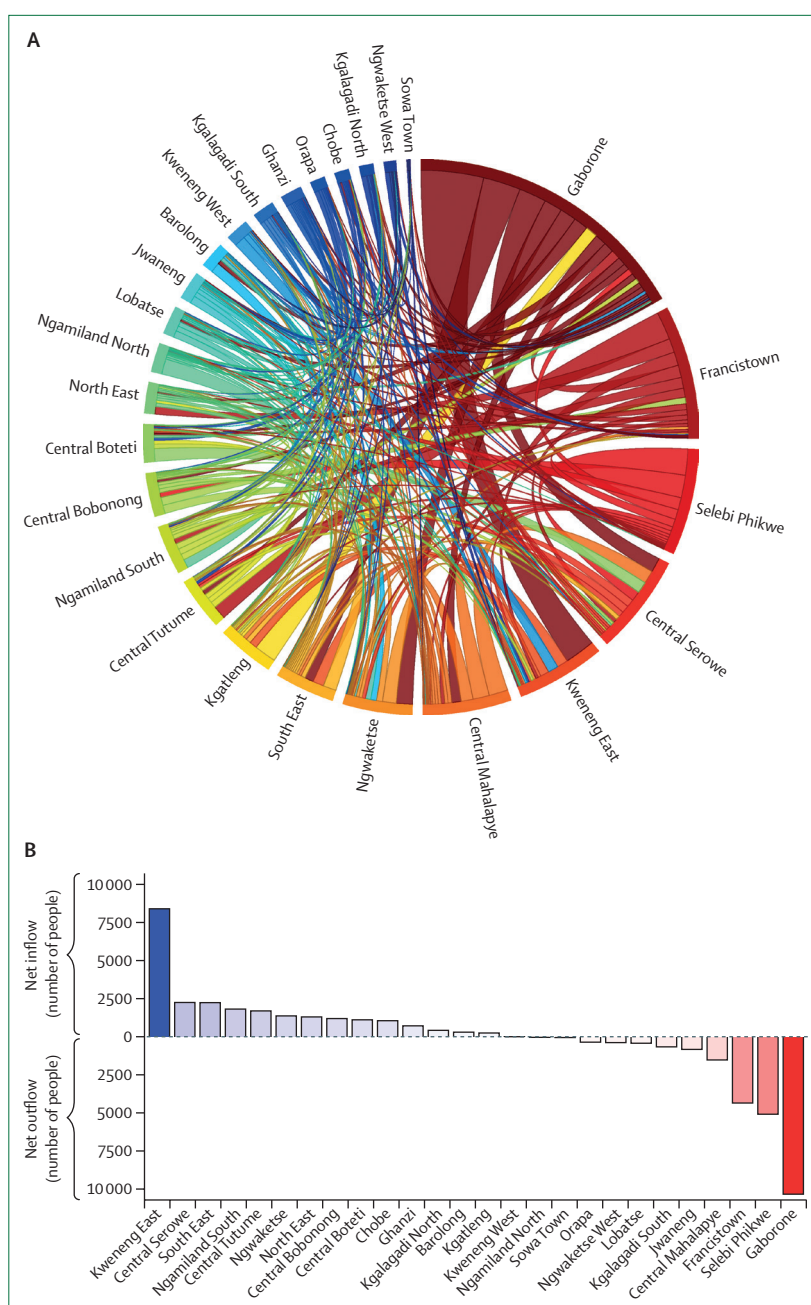 A
Sowa Town
Ngwaketse West
Kgalagadi North
Chobe
Orapa
Ghanzi
Kgalagadi South
Kweneng West
Barolong
Jwaneng
Lobatse
Ngamiland North
North East
Central Boteti
Central Bobonong
Ngamiland South
Central Tutume
Kgatleng
South East
Ngwaketse
Central Mahalapye
Kweneng East
Central Serowe
Selebi Phikwe
Francistown
Gaborone
B
Net inflow
(number of people)
Net outflow
(number of people)
10 000
7500
5000
2500
0
2500
5000
7500
10 000
Kweneng East
Central Serowe
South East
Ngamiland South
Central Tutume
Ngwaketse
North East
Central Bobonong
Central Boteti
Chobe
Ghanzi
Kgalagadi North
Barolong
Kgatleng
Kweneng West
Ngamiland North
Sowa Town
Orapa
Ngwaketse West
Lobatse
Kgalagadi South
Jwaneng
Central Mahalapye
Francistown
Selebi Phikwe
Gaborone